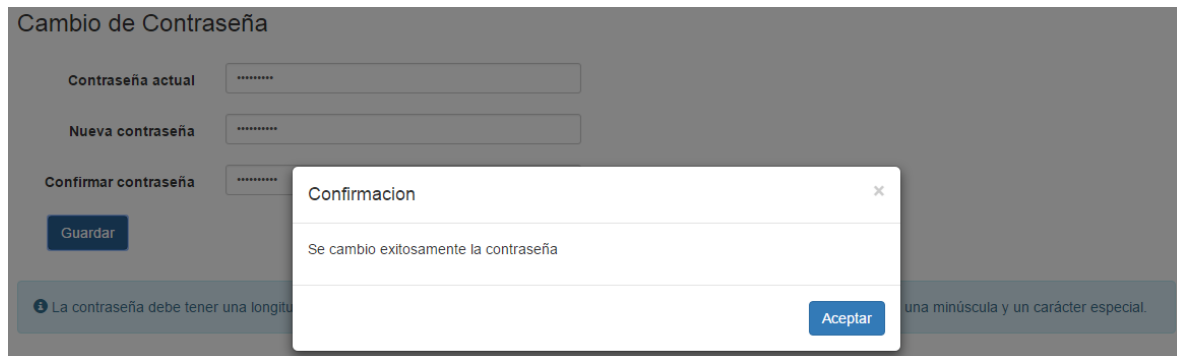 Cambio de Contraseña
Contraseña actual
Nueva contraseña
Confirmar contraseña
Confirmacion ×
Guardar
Se cambio exitosamente la contraseña
La contraseña debe tener una una minúscula y un carácter especial.
Aceptar